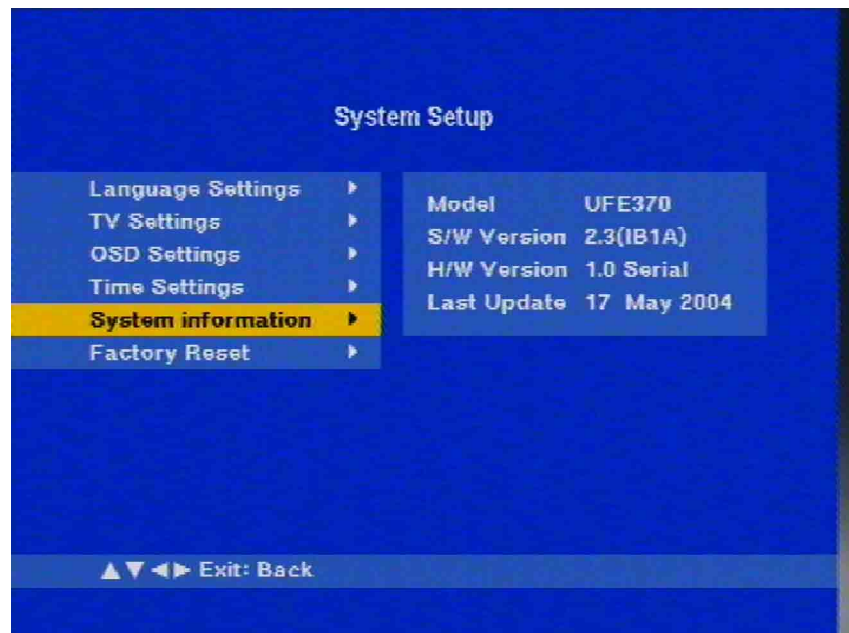 System Setup
Language Settings
TV Settings
OSD Settings
Time Settings
System information
Factory Reset
Model UFE370
S/W Version 2.3(IB1A)
H/W Version 1.0 Serial
Last Update 17 May 2004
▲▼◀▶ Exit: Back